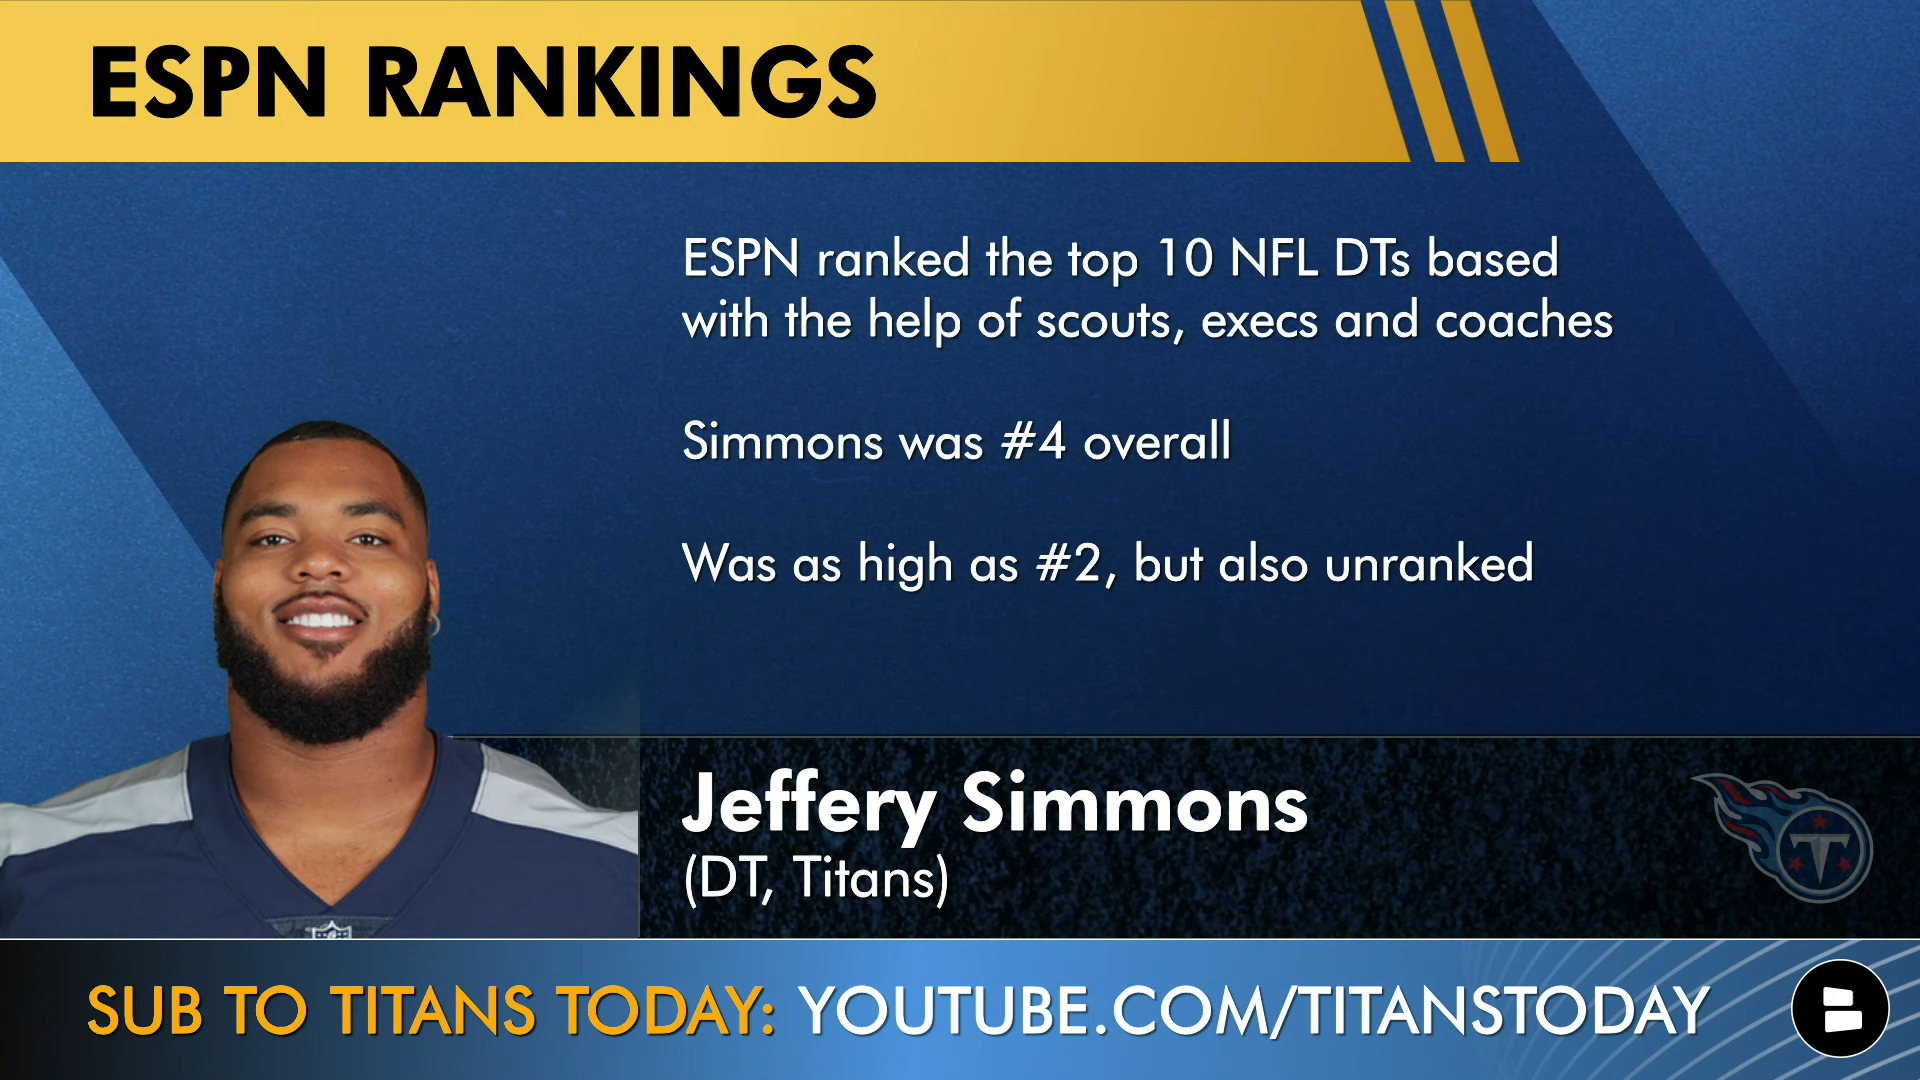 ESPN RANKINGS
ESPN ranked the top 10 NFL DTs based
with the help of scouts, execs and coaches
Simmons was #4 overall
Was as high as #2, but also unranked
Jeffery Simmons
(DT, Titans)
T
SUB TO TITANS TODAY: YOUTUBE.COM/TITANSTODAY